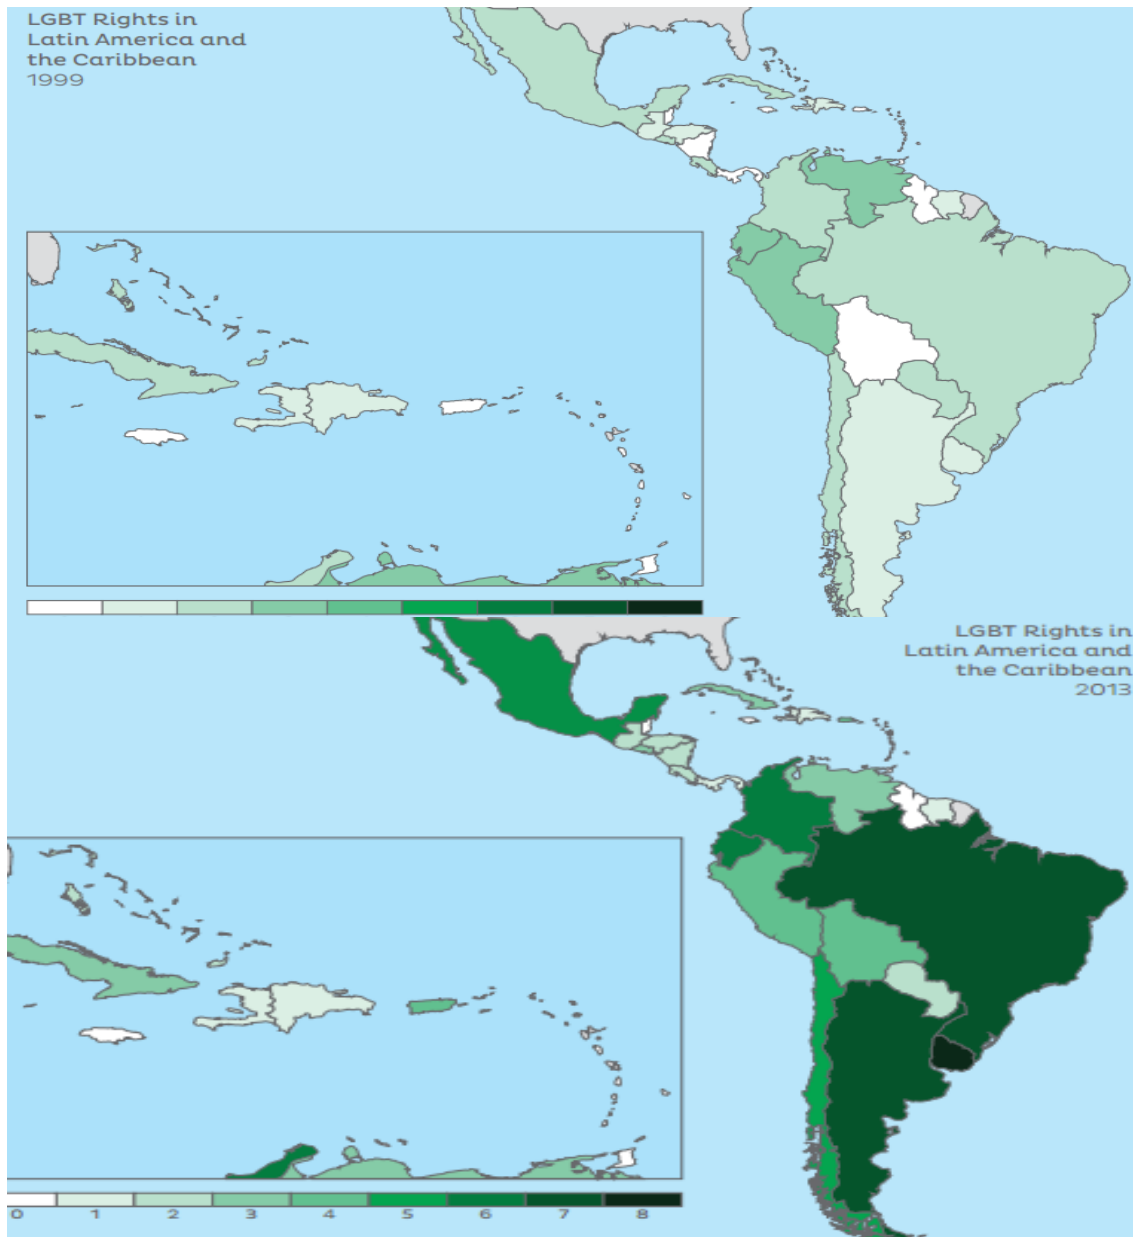 LGBT Rights in
Latin America and
the Caribbean
1999
LGBT Rights in
Latin America and
the Caribbean
2013
0 1 2 3 4 5 6 7 8